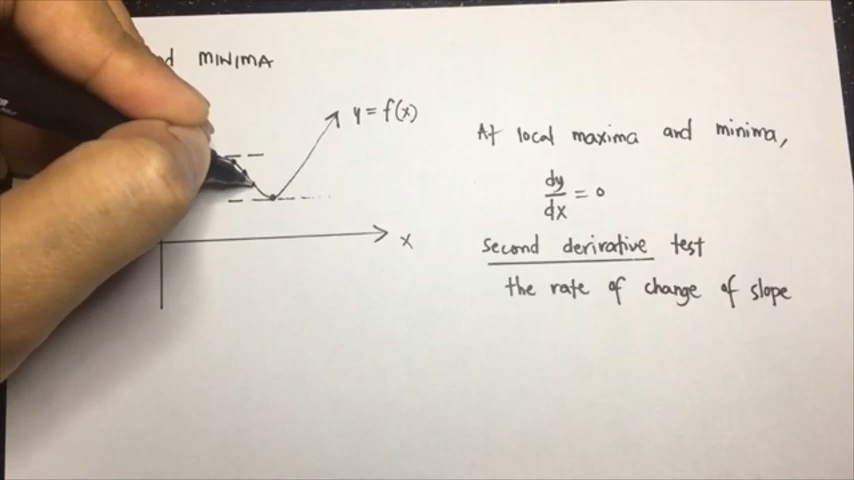 MINIMA
y = f(x)
x
At local maxima and minima,
dy
dx
= 0
Second derivative test
the rate of change of slope